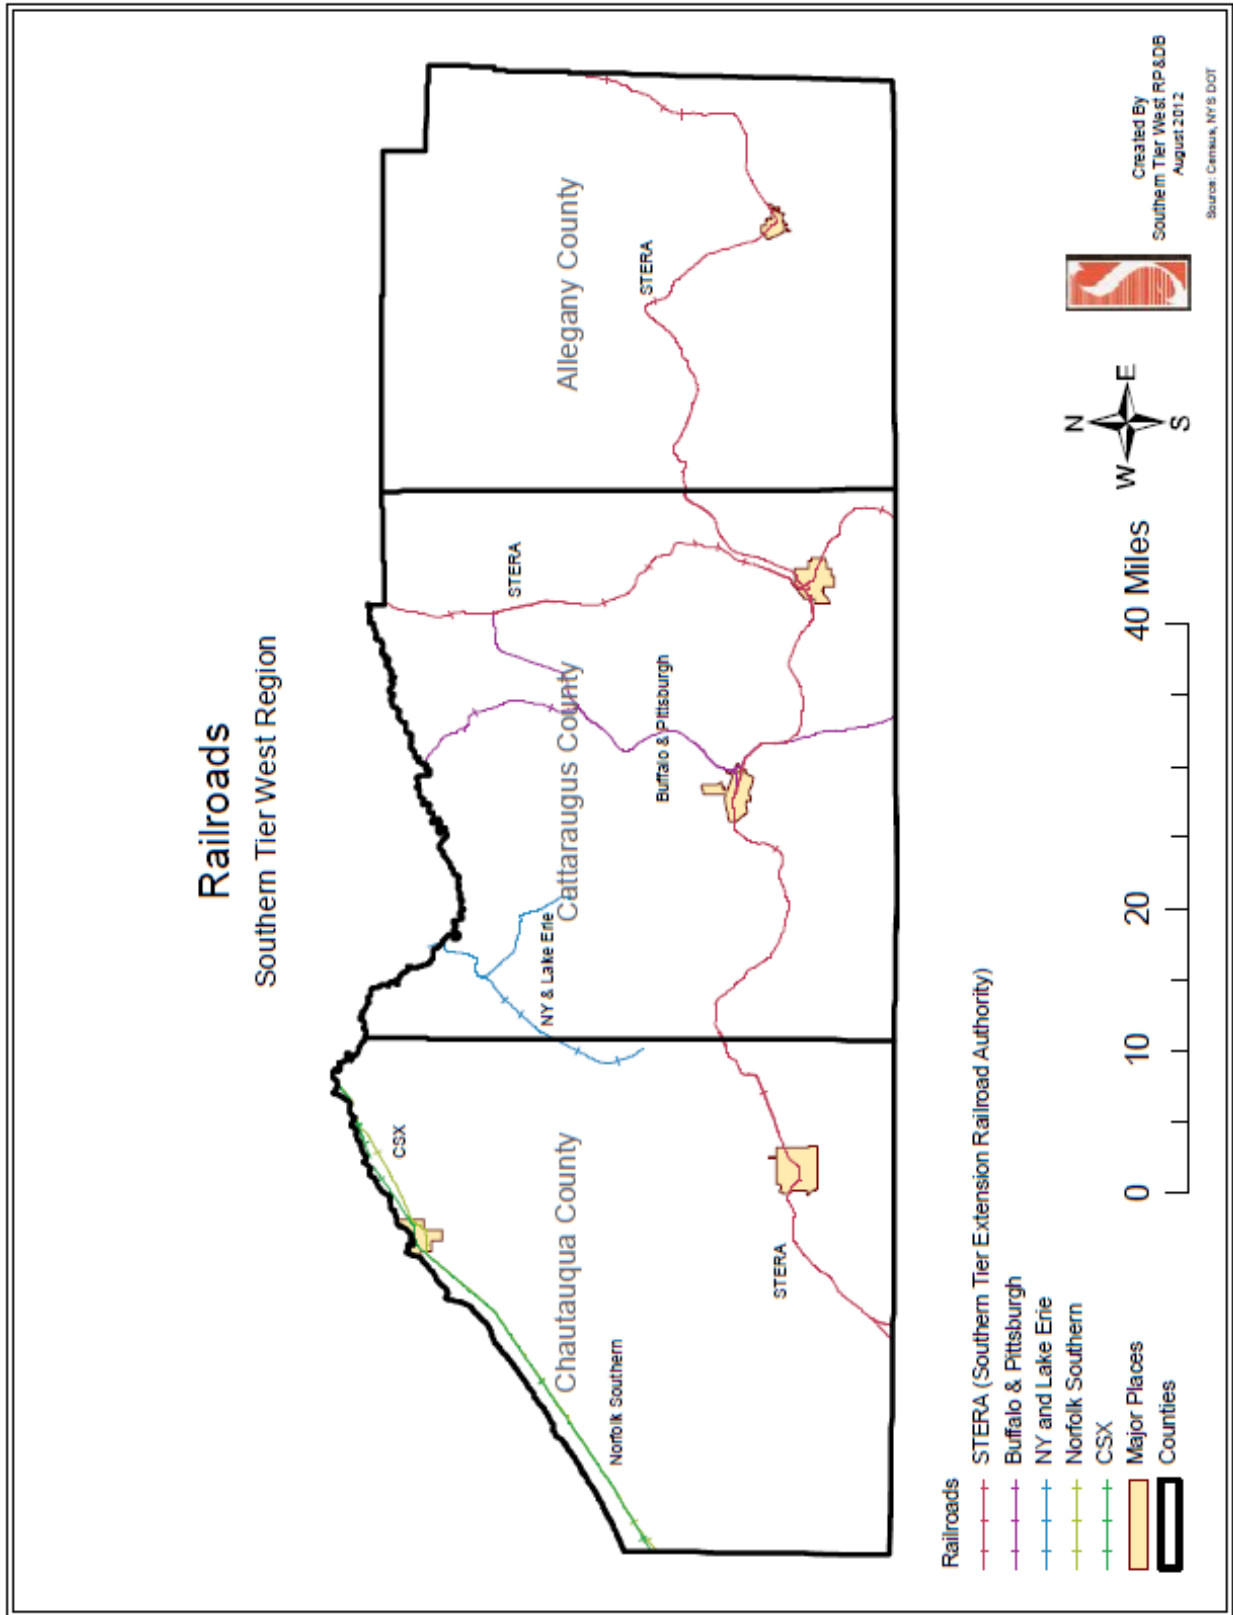 Railroads
Southern Tier West Region
CSX
NY & Lake Erie
STERA
Chautauqua County
Cattaraugus County
Allegany County
Norfolk Southern
Buffalo & Pittsburgh
STERA
STERA
Railroads
STERA (Southern Tier Extension Railroad Authority)
Buffalo & Pittsburgh
NY and Lake Erie
Norfolk Southern
CSX
Major Places
Counties
0 10 20 40 Miles
N
W E
S
Created By
Southern Tier West RP&DB
August 2012
Source: Census, NYS DOT